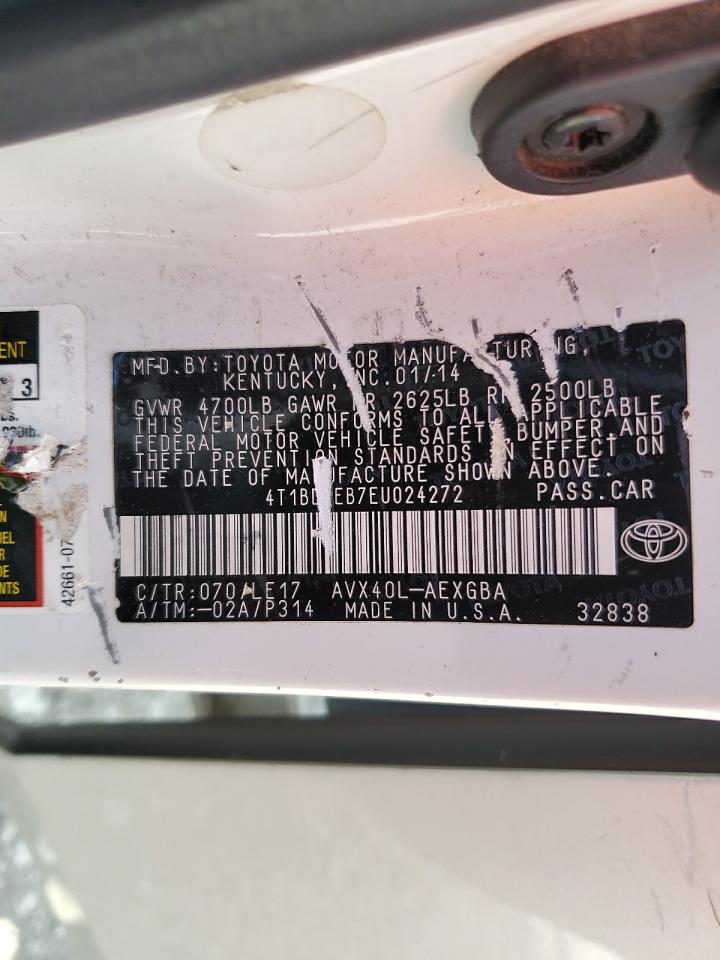 MFD.BY:TOYOTA MOTOR MANUFACTURING,
KENTUCKY, INC.01/14
GVWR 4700LB GAWR FR 2625LB RR 2500LB
THIS VEHICLE CONFORMS TO ALL APPLICABLE
FEDERAL MOTOR VEHICLE SAFETY,BUMPER,AND
THEFT PREVENTION STANDARDS IN EFFECT ON
THE DATE OF MANUFACTURE SHOWN ABOVE.
PASS.CAR
C/TR:070/LE17 AVX40L-AEXGBA
A/TM:-02A/P314 MADE IN U.S.A. 32838
3